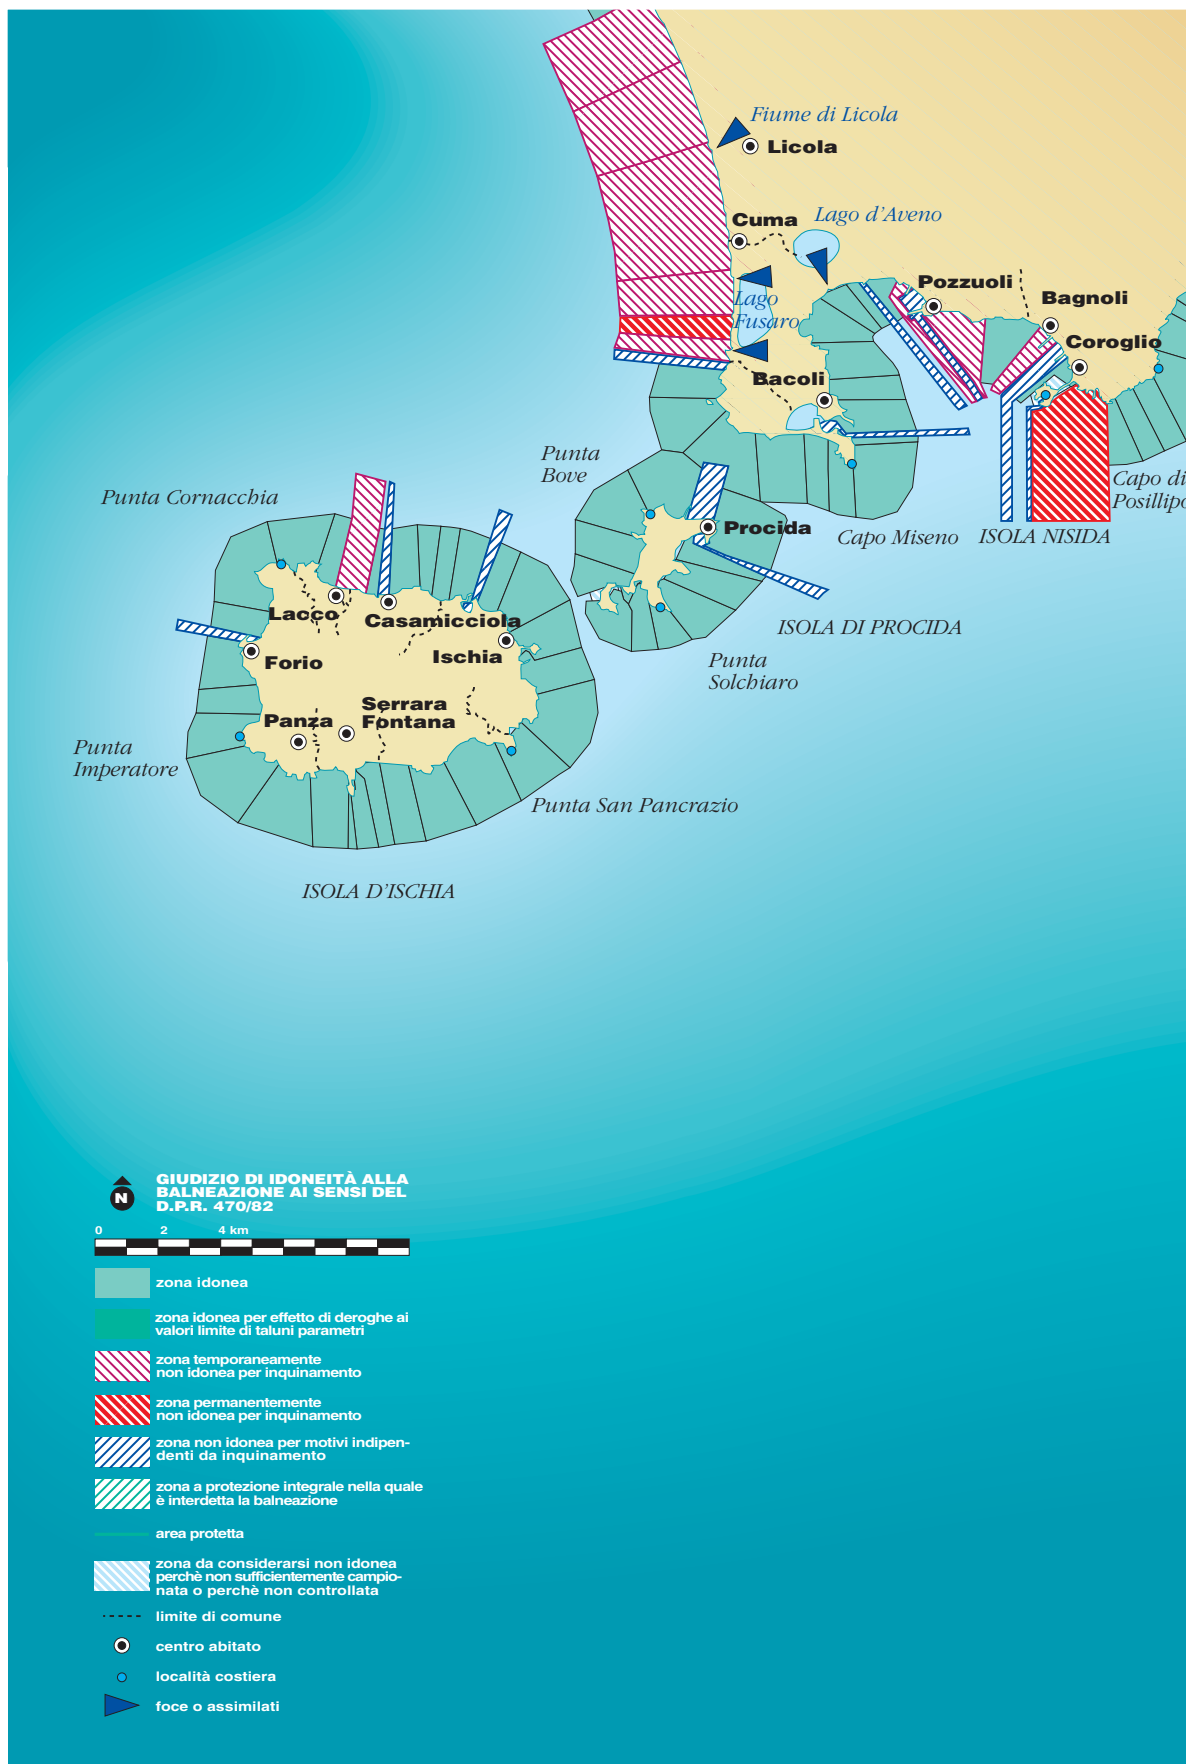 Fiume di Licola
Licola
Cuma
Lago d'Aveno
Pozzuoli
Bagnoli
Lago
Fusaro
Coroglio
Bacoli
Punta
Bove
Capo di
Posillipo
Punta Cornacchia
Procida
Capo Miseno
ISOLA NISIDA
Lacco
Casamicciola
ISOLA DI PROCIDA
Forio
Ischia
Punta
Solchiaro
Serrara
Fontana
Panza
Punta
Imperatore
Punta San Pancrazio
ISOLA D'ISCHIA
N
GIUDIZIO DI IDONEITÀ ALLA
BALNEAZIONE AI SENSI DEL
D.P.R. 470/82
0 2 4 km
zona idonea
zona idonea per effetto di deroghe ai
valori limite di taluni parametri
zona temporaneamente
non idonea per inquinamento
zona permanentemente
non idonea per inquinamento
zona non idonea per motivi indipen-
denti da inquinamento
zona a protezione integrale nella quale
è interdetta la balneazione
area protetta
zona da considerarsi non idonea
perchè non sufficientemente campio-
nata o perchè non controllata
limite di comune
centro abitato
località costiera
foce o assimilati